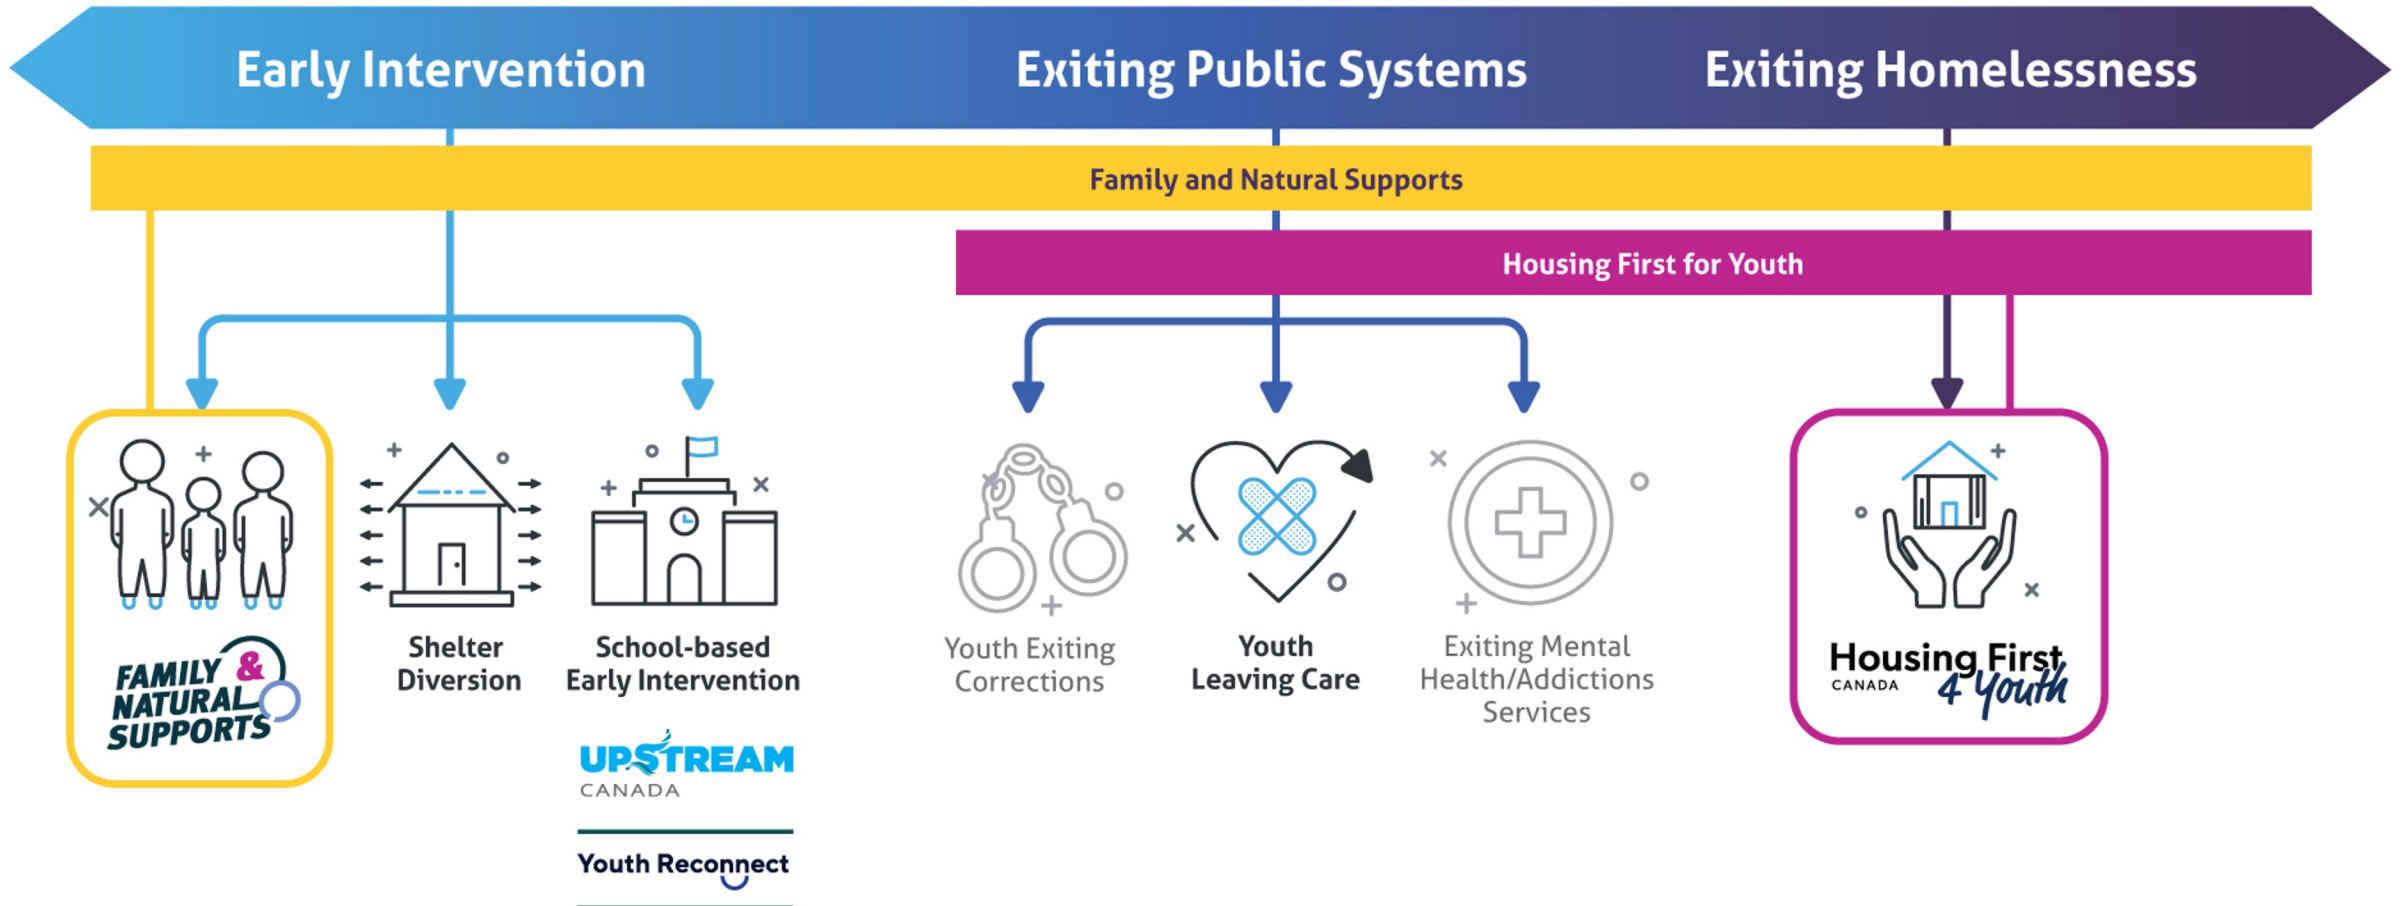 Early Intervention
Exiting Public Systems
Exiting Homelessness
Family and Natural Supports
Housing First for Youth
FAMILY &
NATURAL
SUPPORTS
Shelter
Diversion
School-based
Early Intervention
UPSTREAM
CANADA
Youth Reconnect
Youth Exiting
Corrections
Youth
Leaving Care
Exiting Mental
Health/Addictions
Services
Housing First
CANADA
4 Youth